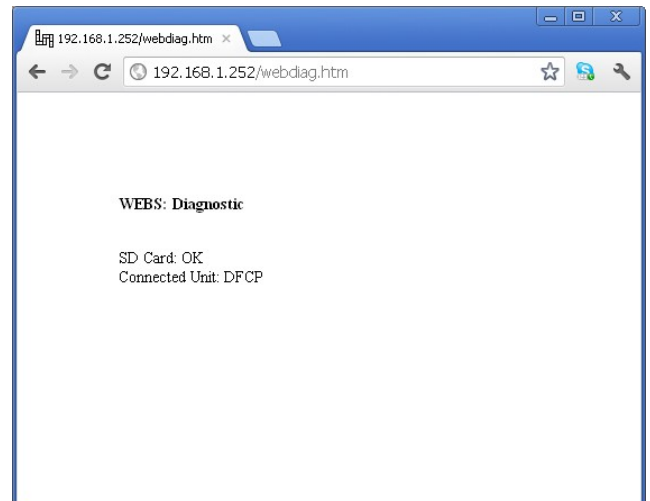 192.168.1.252/webdiag.htm
192.168.1.252/webdiag.htm
WEBS: Diagnostic
SD Card: OK
Connected Unit: DFCP